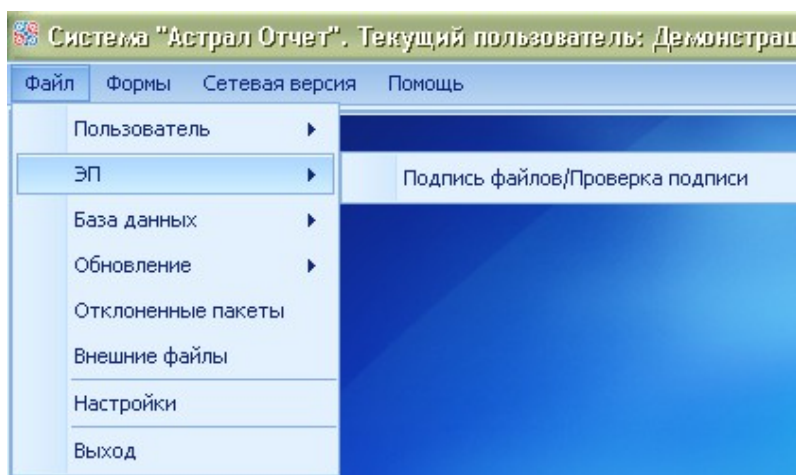 Система "Астрал Отчет". Текущий пользователь: Демонстрац
Файл Формы Сетевая версия Помощь
Пользователь
ЭП Подпись файлов/Проверка подписи
База данных
Обновление
Отклоненные пакеты
Внешние файлы
Настройки
Выход